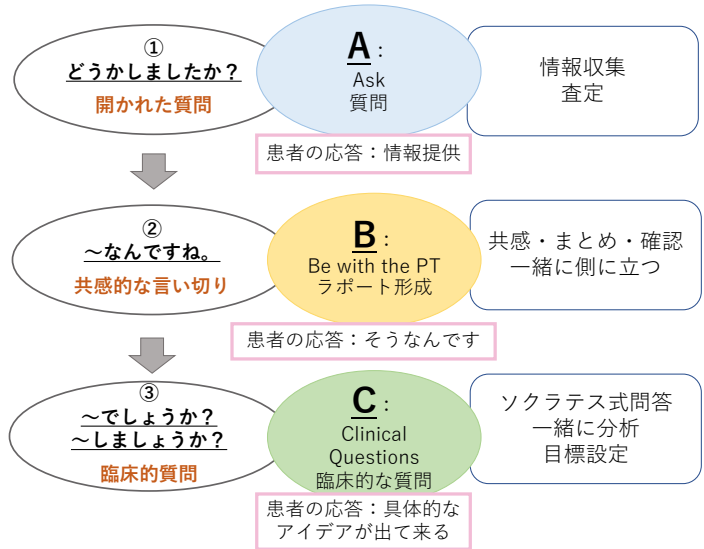 ①
どうかしましたか？
開かれた質問
A：
Ask
質問
情報収集
査定
患者の応答：情報提供
②
～なんですね。
共感的な言い切り
B：
Be with the PT
ラポート形成
共感・まとめ・確認
一緒に側に立つ
患者の応答：そうなんです
③
～でしょうか？
～しましょうか？
臨床的質問
C：
Clinical
Questions
臨床的な質問
ソクラテス式問答
一緒に分析
目標設定
患者の応答：具体的な
アイデアが出て来る